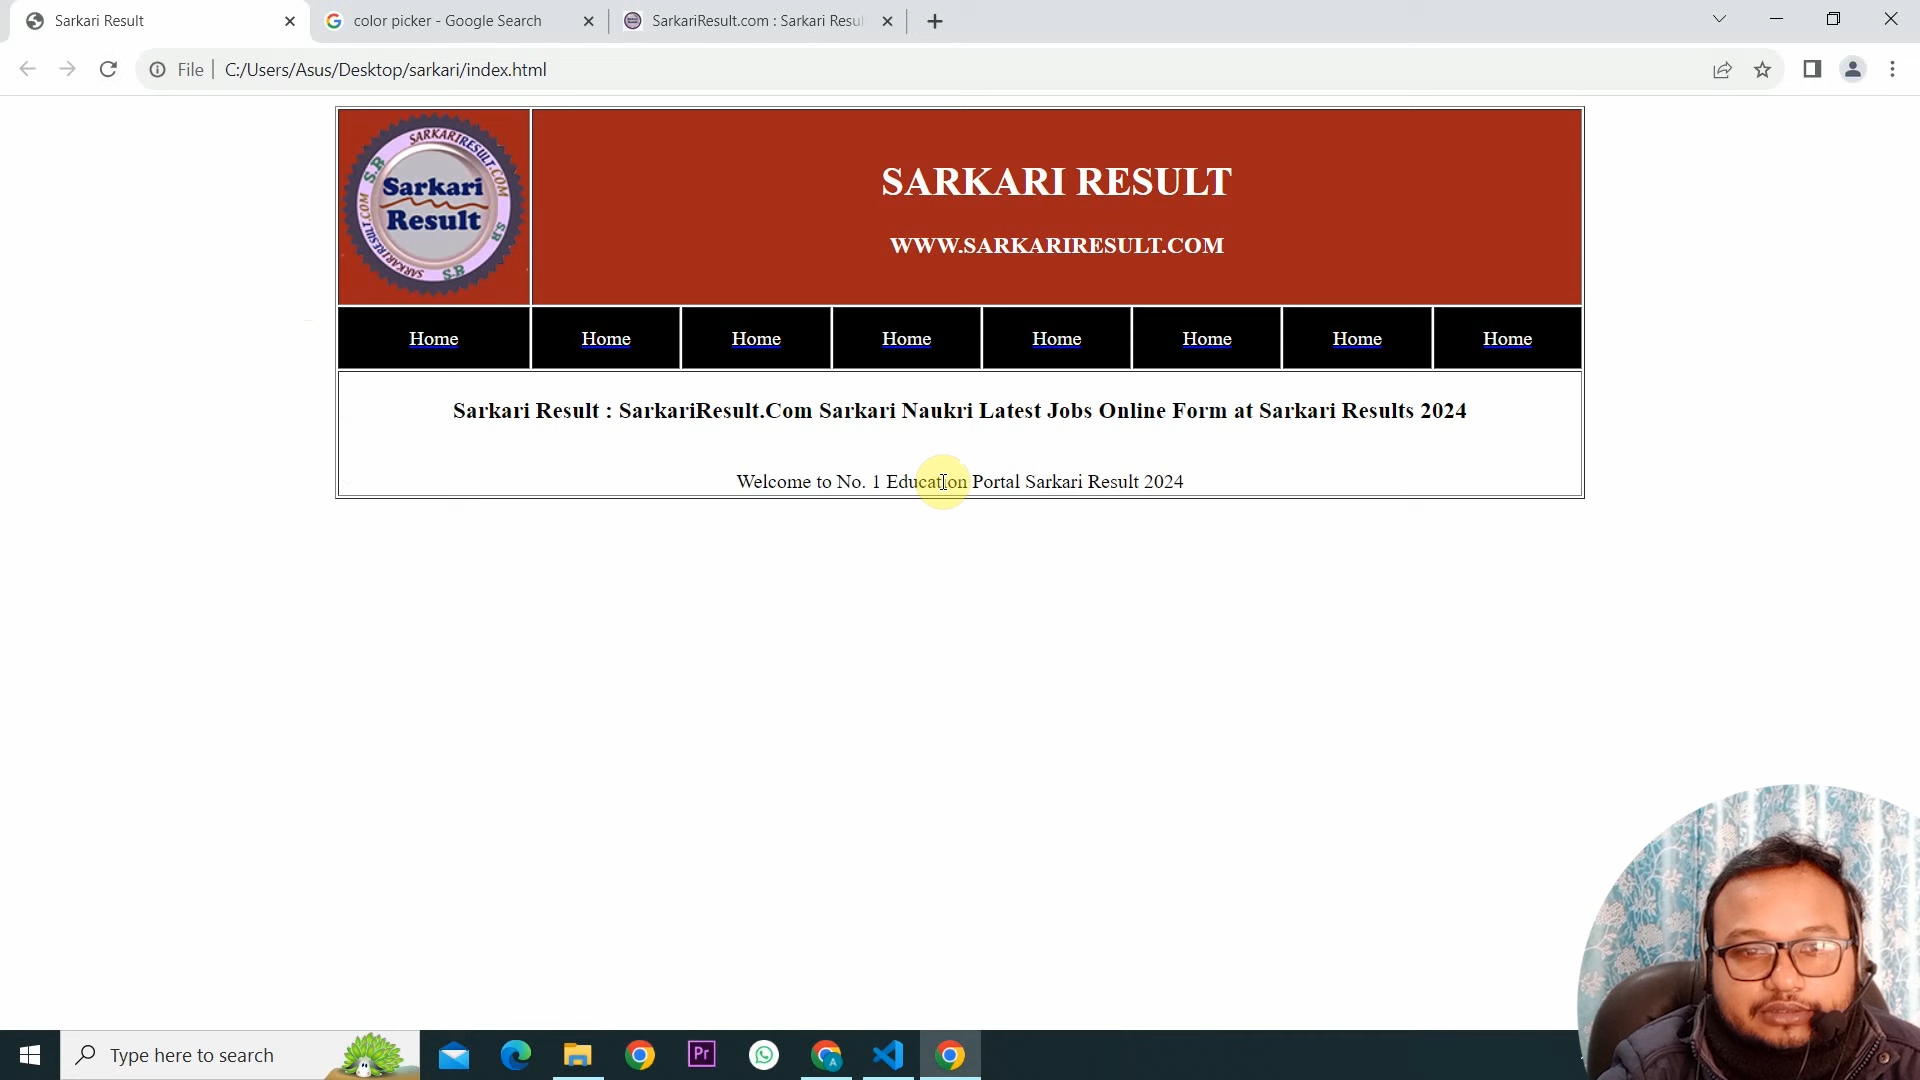 Sarkari Result
color picker - Google Search
SarkariResult.com : Sarkari Resu
File
C:/Users/Asus/Desktop/sarkari/index.html
SARKARIRESULT.COM
S.R
Sarkari
Result
SARKARI RESULT
WWW.SARKARIRESULT.COM
Home Home Home Home Home Home Home Home
Sarkari Result : SarkariResult.Com Sarkari Naukri Latest Jobs Online Form at Sarkari Results 2024
Welcome to No. 1 Education Portal Sarkari Result 2024
Type here to search
Pr
A